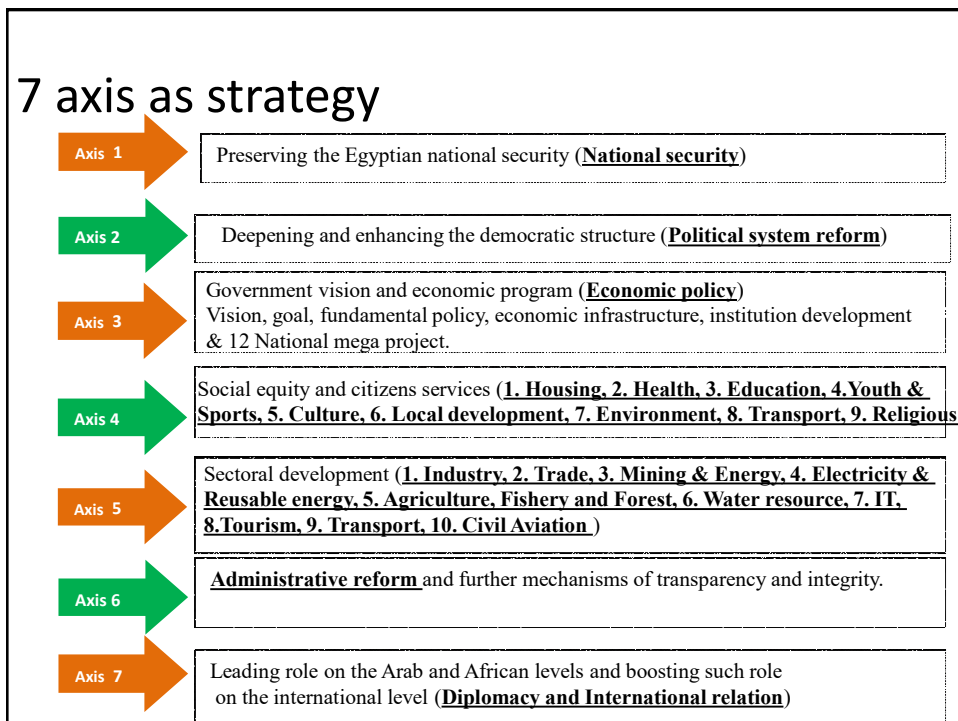 7 axis as strategy
Axis 1
Preserving the Egyptian national security (National security)
Axis 2
Deepening and enhancing the democratic structure (Political system reform)
Axis 3
Government vision and economic program (Economic policy)
Vision, goal, fundamental policy, economic infrastructure, institution development
& 12 National mega project.
Axis 4
Social equity and citizens services (1. Housing, 2. Health, 3. Education, 4.Youth &
Sports, 5. Culture, 6. Local development, 7. Environment, 8. Transport, 9. Religious
Axis 5
Sectoral development (1. Industry, 2. Trade, 3. Mining & Energy, 4. Electricity &
Reusable energy, 5. Agriculture, Fishery and Forest, 6. Water resource, 7. IT,
8.Tourism, 9. Transport, 10. Civil Aviation )
Axis 6
Administrative reform and further mechanisms of transparency and integrity.
Axis 7
Leading role on the Arab and African levels and boosting such role
on the international level (Diplomacy and International relation)